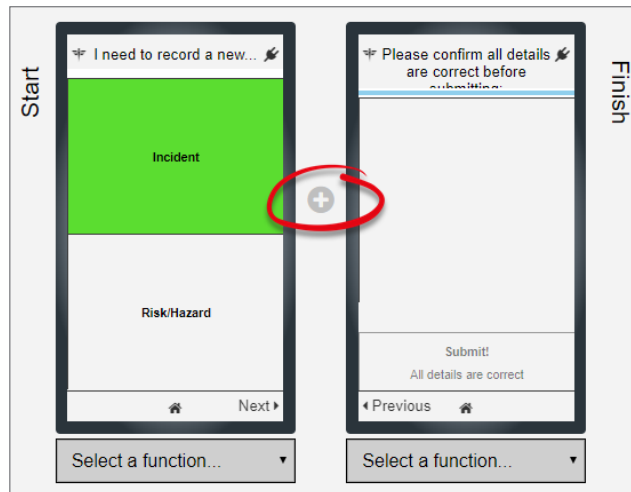 Start
I need to record a new...
Incident
Risk/Hazard
Next
Select a function...
Please confirm all details
are correct before
submitting:
Submit!
All details are correct
Previous
Select a function...
Finish